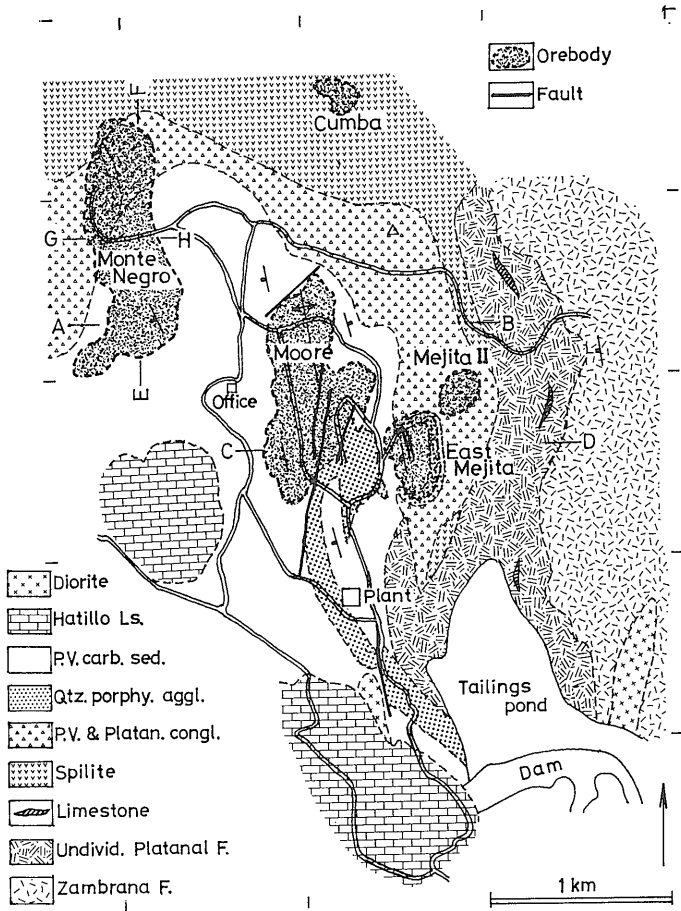 Orebody
Fault
Cumba
F
G
H
Monte
Negro
A
B
Moore
Mejita II
E
Office
C
D
East
Mejita
Diorite
Hatillo Ls.
P.V. carb. sed.
Plant
Qtz. porphy. aggl.
Tailings
pond
P.V. & Platan. congl.
Spilite
Dam
Limestone
Undivid. Platanal F.
Zambrana F.
1 km